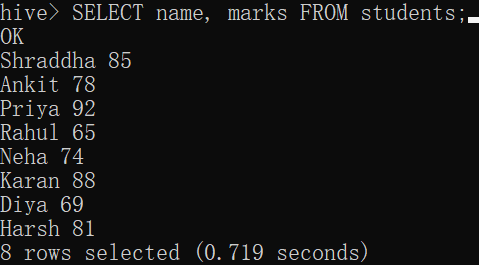 hive> SELECT name, marks FROM students;
OK
Shraddha 85
Ankit 78
Priya 92
Rahul 65
Neha 74
Karan 88
Diya 69
Harsh 81
8 rows selected (0.719 seconds)